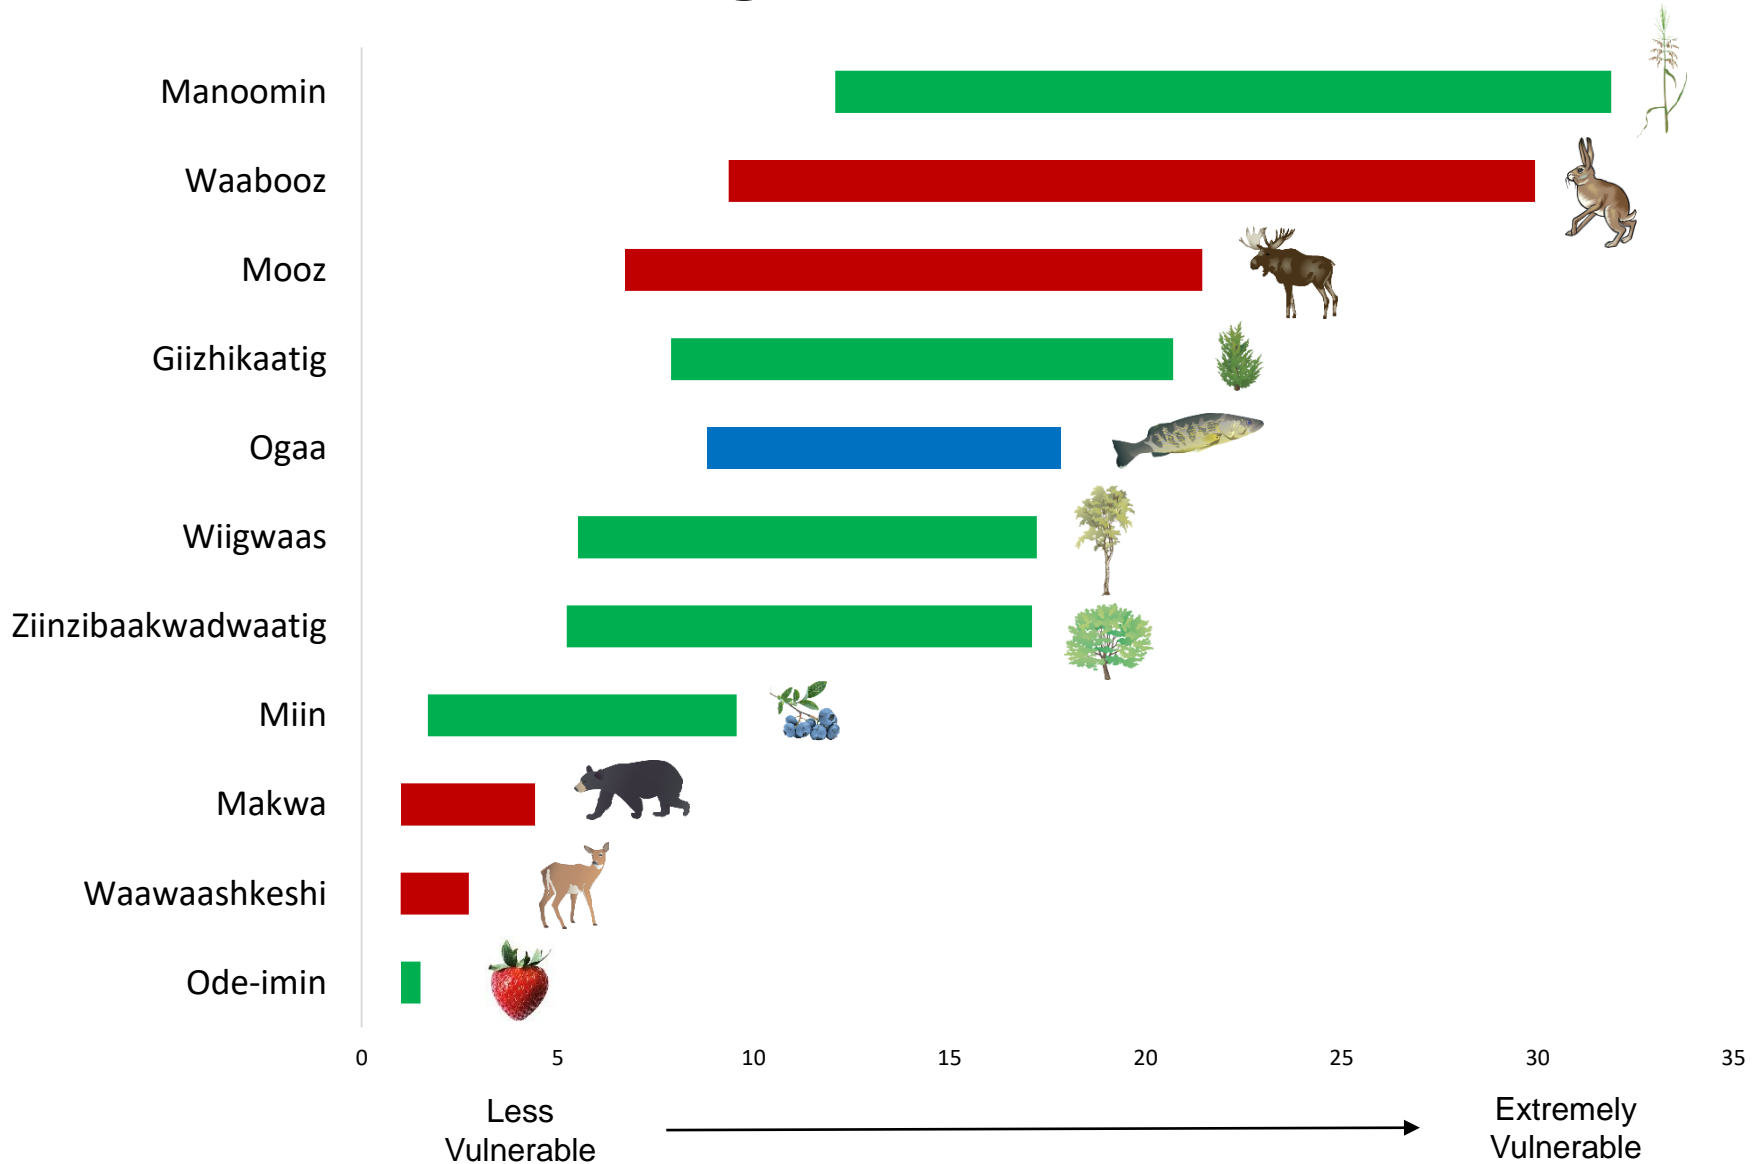 Manoomin
Waabooz
Mooz
Giizhikaatig
Ogaa
Wiigwaas
Ziinzibaakwadwaatig
Miin
Makwa
Waawaashkeshi
Ode-imin
0 5 10 15 20 25 30 35
Less
Vulnerable
Extremely
Vulnerable